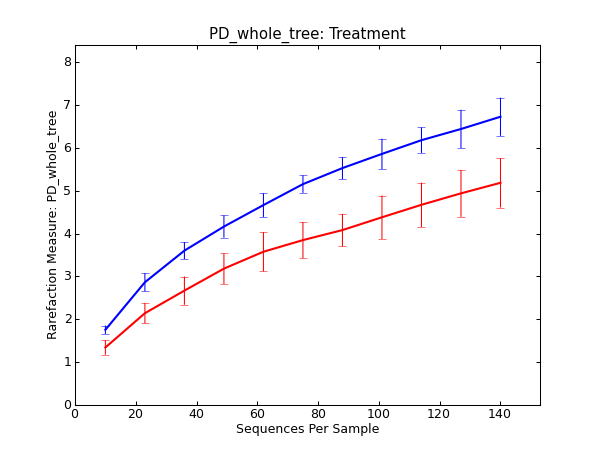 PD_whole_tree: Treatment
Rarefaction Measure: PD_whole_tree
8
7
6
5
4
3
2
1
0
0 20 40 60 80 100 120 140
Sequences Per Sample